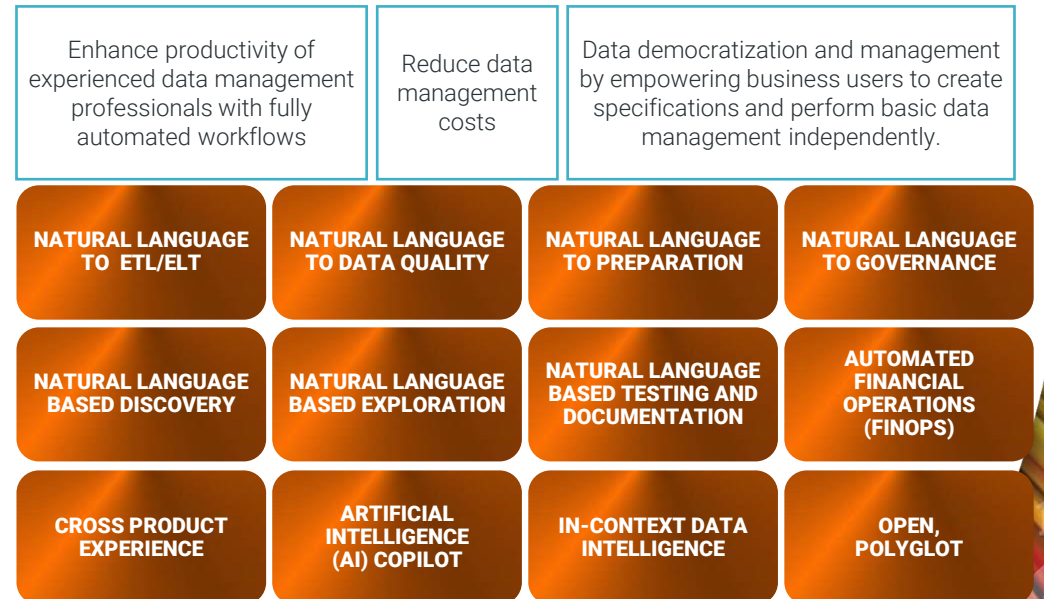 Enhance productivity of
experienced data management
professionals with fully
automated workflows
Reduce data
management
costs
Data democratization and management
by empowering business users to create
specifications and perform basic data
management independently.
NATURAL LANGUAGE
TO ETL/ELT
NATURAL LANGUAGE
TO DATA QUALITY
NATURAL LANGUAGE
TO PREPARATION
NATURAL LANGUAGE
TO GOVERNANCE
NATURAL LANGUAGE
BASED DISCOVERY
NATURAL LANGUAGE
BASED EXPLORATION
NATURAL LANGUAGE
BASED TESTING AND
DOCUMENTATION
AUTOMATED
FINANCIAL
OPERATIONS
(FINOPS)
CROSS PRODUCT
EXPERIENCE
ARTIFICIAL
INTELLIGENCE
(AI) COPILOT
IN-CONTEXT DATA
INTELLIGENCE
OPEN,
POLYGLOT